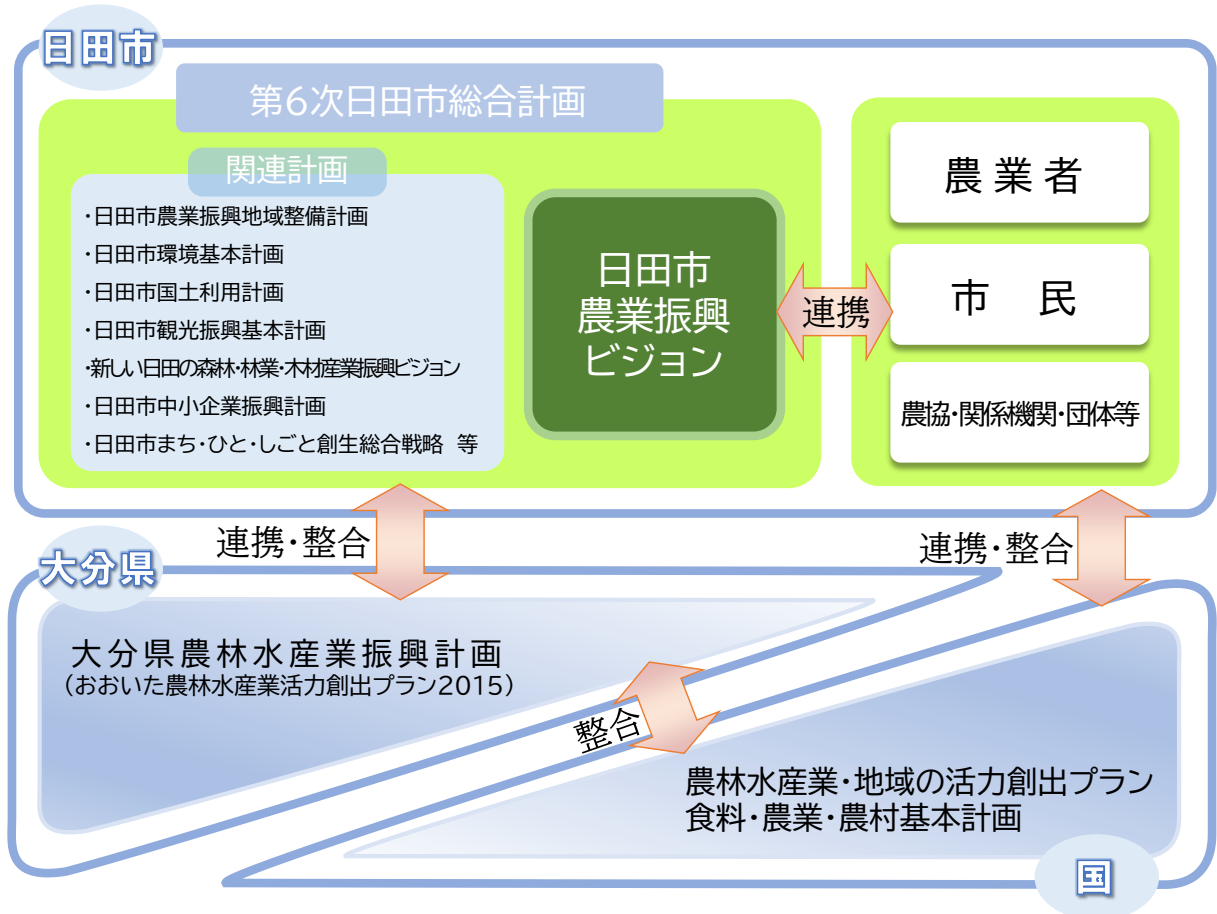 日田市
第6次日田市総合計画
関連計画
・日田市農業振興地域整備計画
・日田市環境基本計画
・日田市国土利用計画
・日田市観光振興基本計画
・新しい日田の森林・林業・木材産業振興ビジョン
・日田市中小企業振興計画
・日田市まち・ひと・しごと創生総合戦略 等
日田市
農業振興
ビジョン
連携
農業者
市 民
農協・関係機関・団体等
連携・整合
連携・整合
大分県
大分県農林水産業振興計画
（おおいた農林水産業活力創出プラン2015）
整合
農林水産業・地域の活力創出プラン
食料・農業・農村基本計画
国